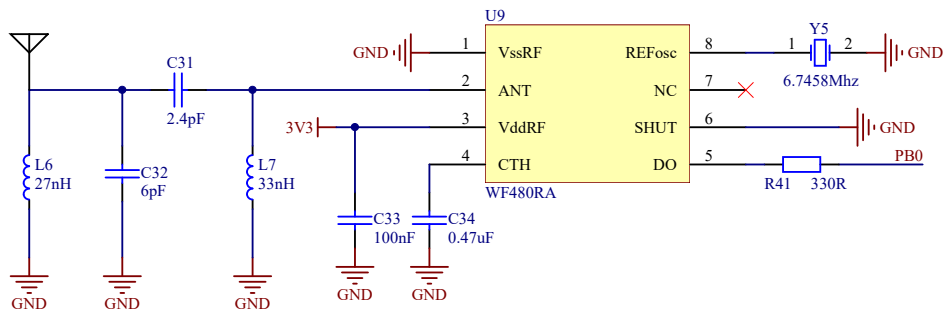 U9
Y5
GND
1
VssRF
REFosc
8
1
2
GND
C31
6.7458Mhz
2
ANT
NC
7
2.4pF
3V3
3
VddRF
SHUT
6
GND
L6
27nH
C32
6pF
L7
33nH
4
CTH
DO
5
PB0
R41
330R
WF480RA
C33
100nF
C34
0.47uF
GND
GND
GND
GND
GND